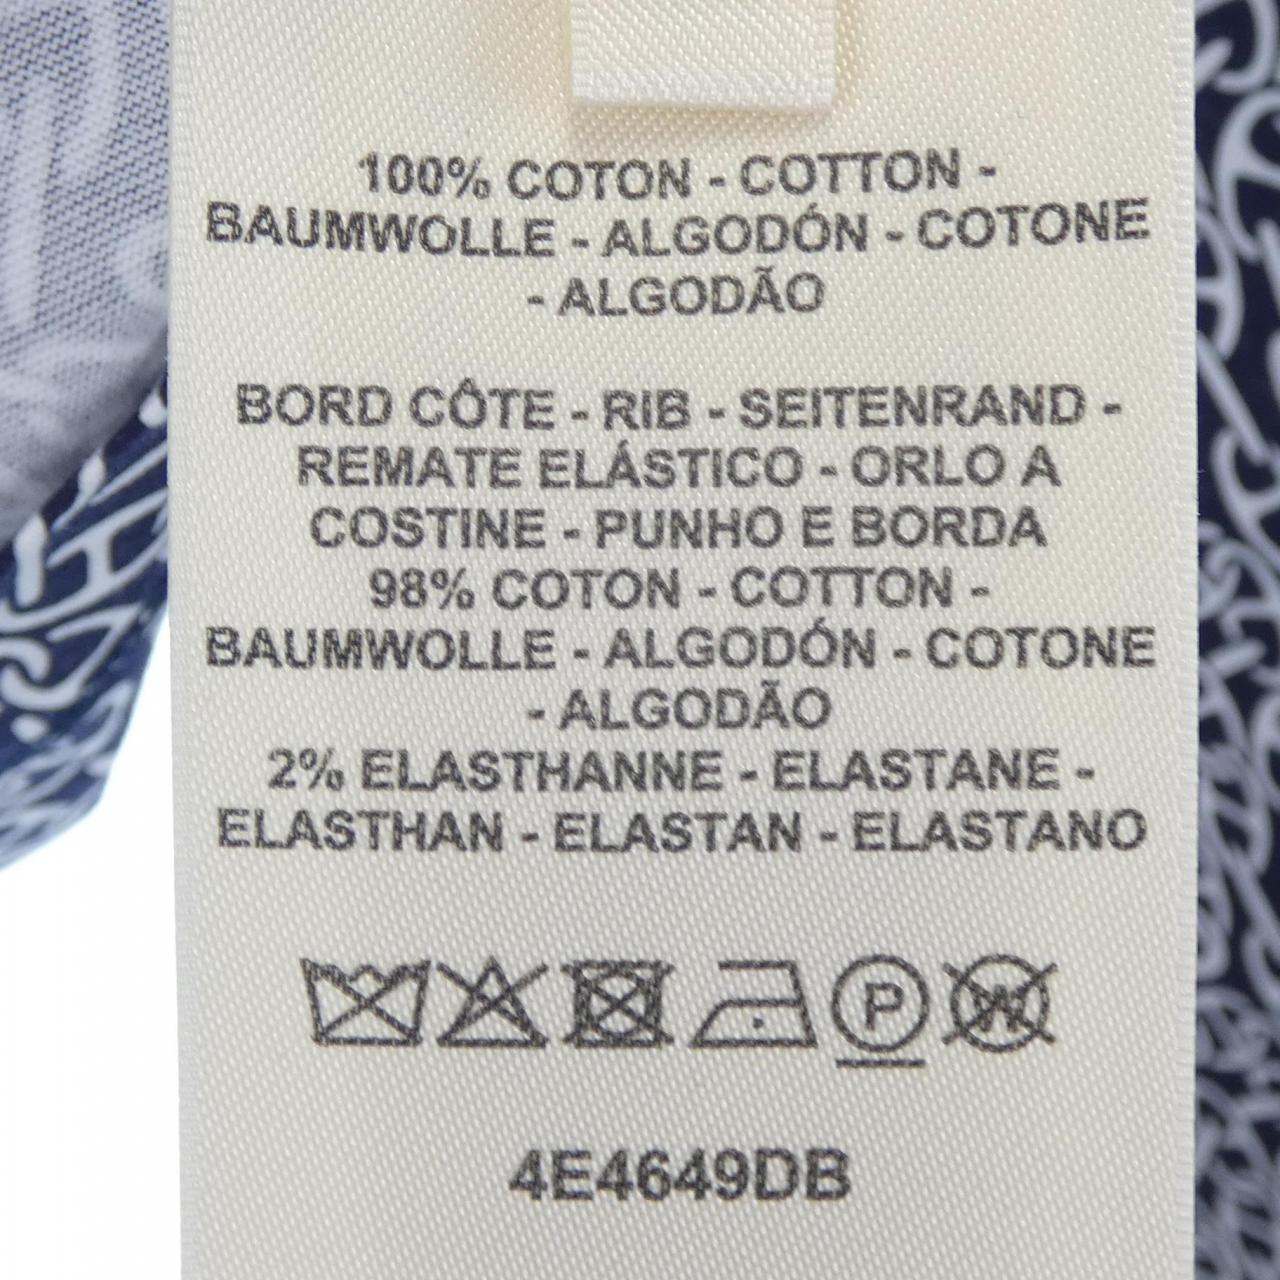 100% COTON - COTTON -
BAUMWOLLE - ALGODÓN - COTONE
- ALGODÃO
BORD CÔTE - RIB - SEITENRAND -
REMATE ELÁSTICO - ORLO A
COSTINE - PUNHO E BORDA
98% COTON - COTTON -
BAUMWOLLE - ALGODÓN - COTONE
- ALGODÃO
2% ELASTHANNE - ELASTANE -
ELASTHAN - ELASTAN - ELASTANO
P W
4E4649DB